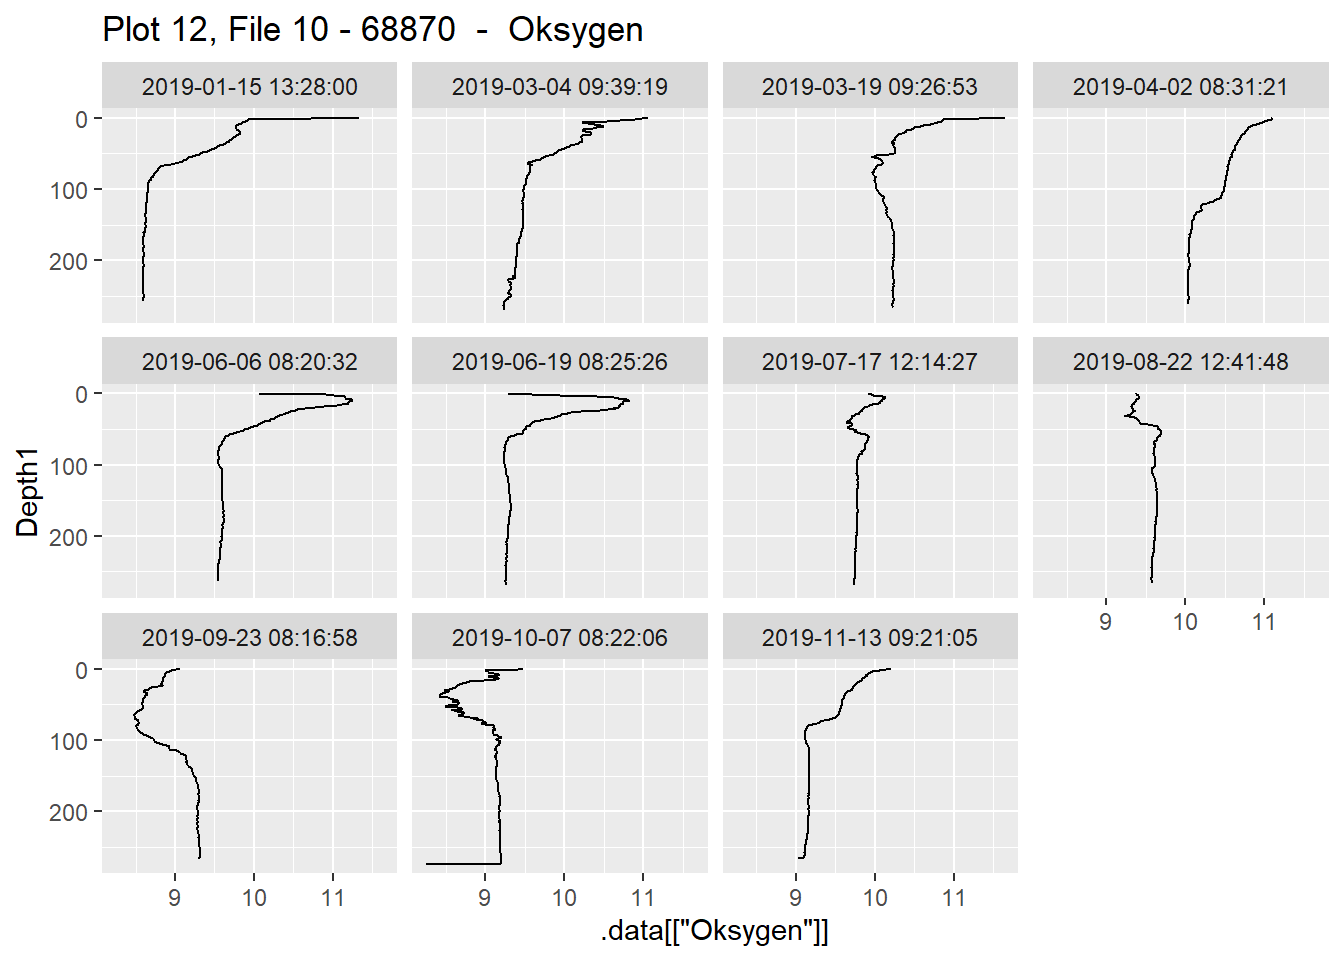 Plot 12, File 10 - 68870  -  Oksygen
2019-01-15 13:28:00 2019-03-04 09:39:19 2019-03-19 09:26:53 2019-04-02 08:31:21
0
100
200
2019-06-06 08:20:32 2019-06-19 08:25:26 2019-07-17 12:14:27 2019-08-22 12:41:48
0
100
200
Depth1
9 10 11
2019-09-23 08:16:58 2019-10-07 08:22:06 2019-11-13 09:21:05
0
100
200
9 10 11 9 10 11 9 10 11
.data[["Oksygen"]]